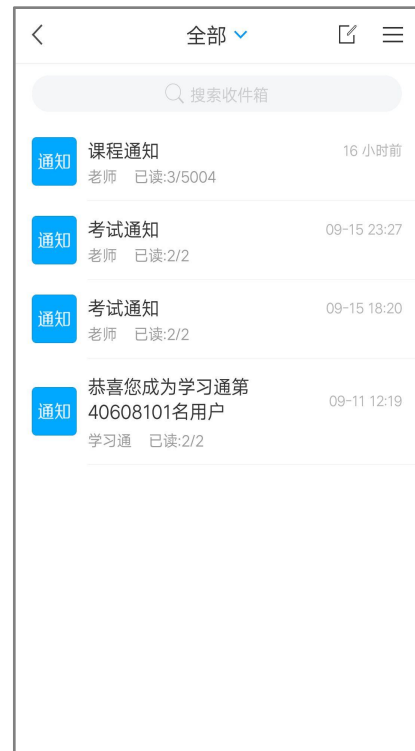 全部
搜索收件箱
通知
课程通知
16 小时前
老师 已读:3/5004
通知
考试通知
09-15 23:27
老师 已读:2/2
通知
考试通知
09-15 18:20
老师 已读:2/2
通知
恭喜您成为学习通第
40608101名用户
09-11 12:19
学习通 已读:2/2